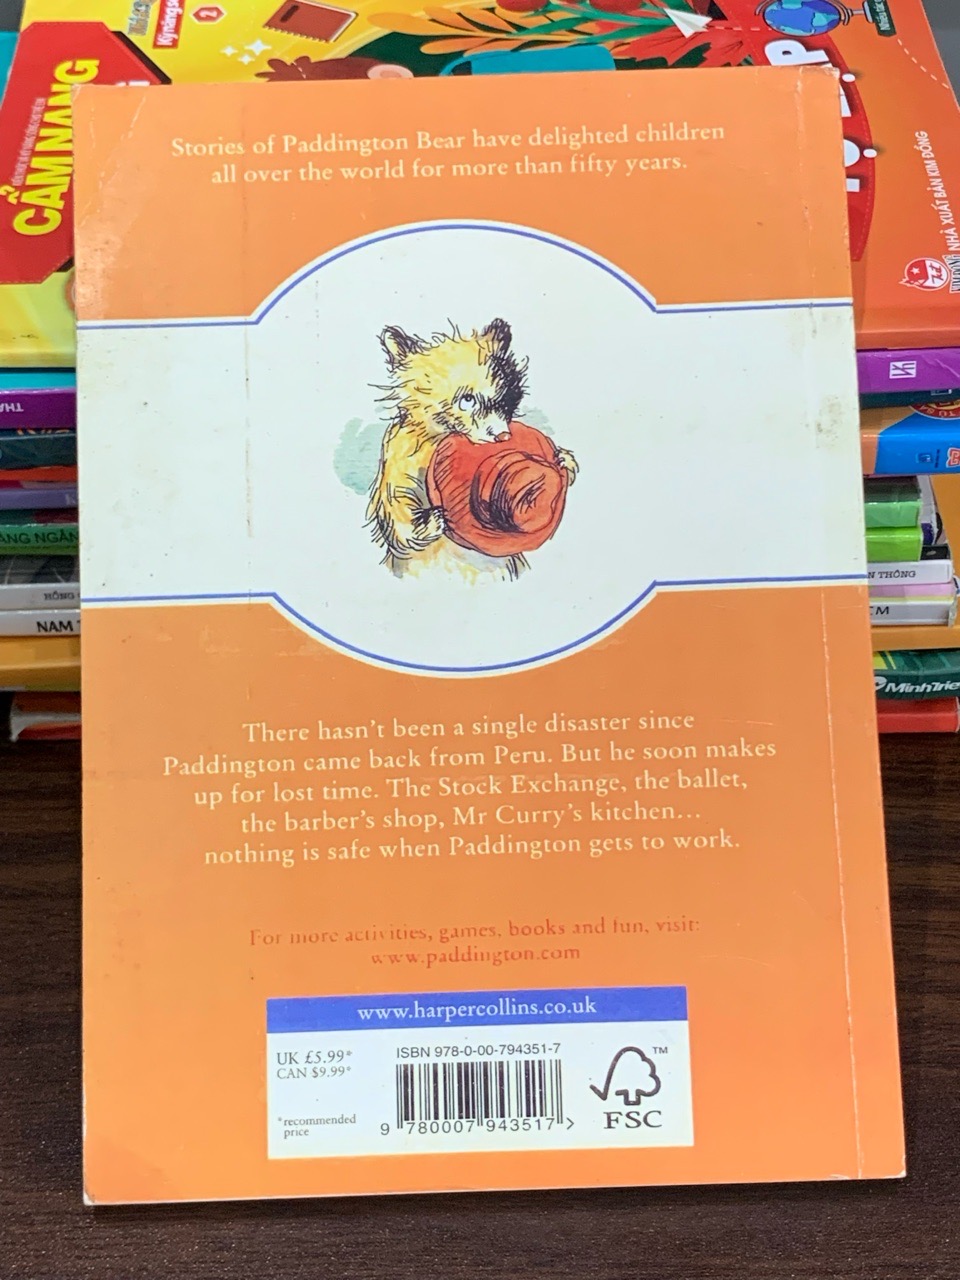 CẨM NANG
2
NHÀ XUẤT BẢN KIM ĐỒNG
Stories of Paddington Bear have delighted children
all over the world for more than fifty years.
ANG NGÂN
HỒNG
NAM
N THÔNG
CM
MinhTrie
There hasn't been a single disaster since
Paddington came back from Peru. But he soon makes
up for lost time. The Stock Exchange, the ballet,
the barber's shop, Mr Curry's kitchen...
nothing is safe when Paddington gets to work.
For more activities, games, books and fun, visit:
www.paddington.com
www.harpercollins.co.uk
UK £5.99*
CAN $9.99*
*recommended
price
ISBN 978-0-00-794351-7
9 780007 943517 >
TM
FSC